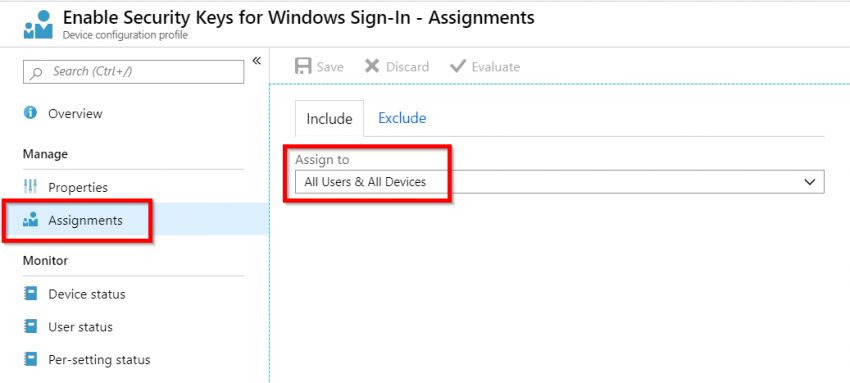 Enable Security Keys for Windows Sign-In - Assignments
Device configuration profile
Search (Ctrl+/)
«
Save Discard Evaluate
Overview
Include Exclude
Manage
Assign to
Properties
All Users & All Devices
Assignments
Monitor
Device status
User status
Per-setting status